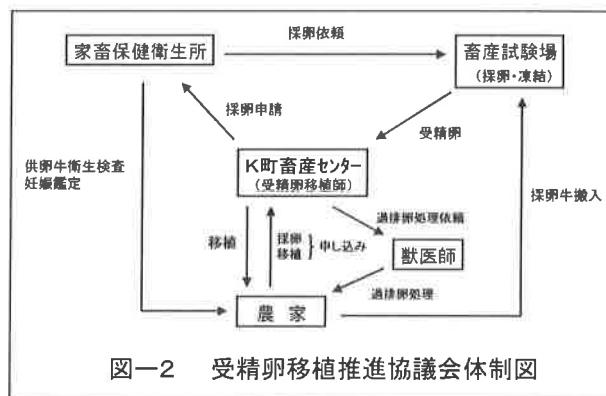 採卵依頼
家畜保健衛生所
畜産試験場
(採卵・凍結)
採卵申請
受精卵
供卵牛衛生検査
妊娠鑑定
K町畜産センター
(受精卵移植師)
採卵牛搬入
過排卵処理依頼
移植
採卵
移植
}申し込み
獣医師
過排卵処理
農 家
図ー2 受精卵移植推進協議会体制図